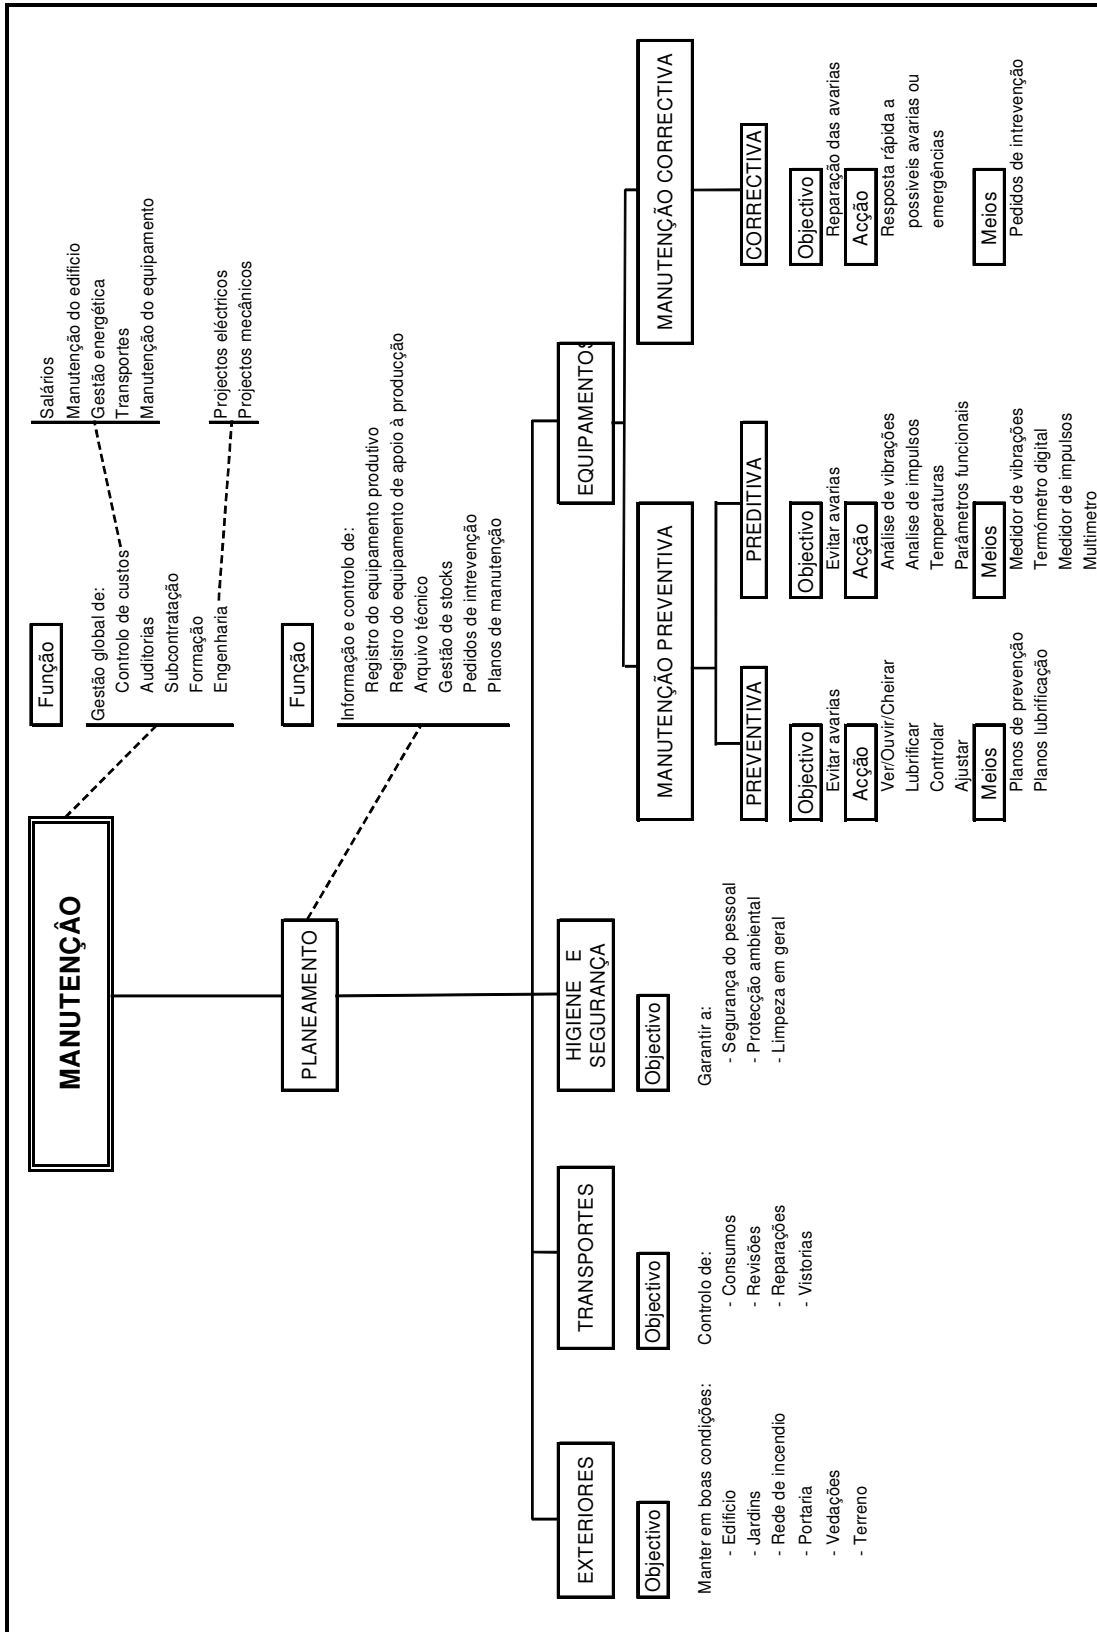 MANUTENÇÂO
Função
Gestão global de:
Controlo de custos
Auditorias
Subcontratação
Formação
Engenharia
Salários
Manutenção do edificio
Gestão energética
Transportes
Manutenção do equipamento
Projectos eléctricos
Projectos mecânicos
PLANEAMENTO
Função
Informação e controlo de:
Registro do equipamento produtivo
Registro do equipamento de apoio à producção
Arquivo técnico
Gestão de stocks
Pedidos de intrevenção
Planos de manutenção
EXTERIORES
Objectivo
Manter em boas condições:
- Edificio
- Jardins
- Rede de incendio
- Portaria
- Vedações
- Terreno
TRANSPORTES
Objectivo
Controlo de:
- Consumos
- Revisões
- Reparações
- Vistorias
HIGIENE E
SEGURANÇA
Objectivo
Garantir a:
- Segurança do pessoal
- Protecção ambiental
- Limpeza em geral
EQUIPAMENTOS
MANUTENÇÃO PREVENTIVA
PREVENTIVA
Objectivo
Evitar avarias
Acção
Ver/Ouvir/Cheirar
Lubrificar
Controlar
Ajustar
Meios
Planos de prevenção
Planos lubrificação
PREDITIVA
Objectivo
Evitar avarias
Acção
Análise de vibrações
Analise de impulsos
Temperaturas
Parâmetros funcionais
Meios
Medidor de vibrações
Termómetro digital
Medidor de impulsos
Multimetro
MANUTENÇÃO CORRECTIVA
CORRECTIVA
Objectivo
Reparação das avarias
Acção
Resposta rápida a
possiveis avarias ou
emergências
Meios
Pedidos de intrevenção